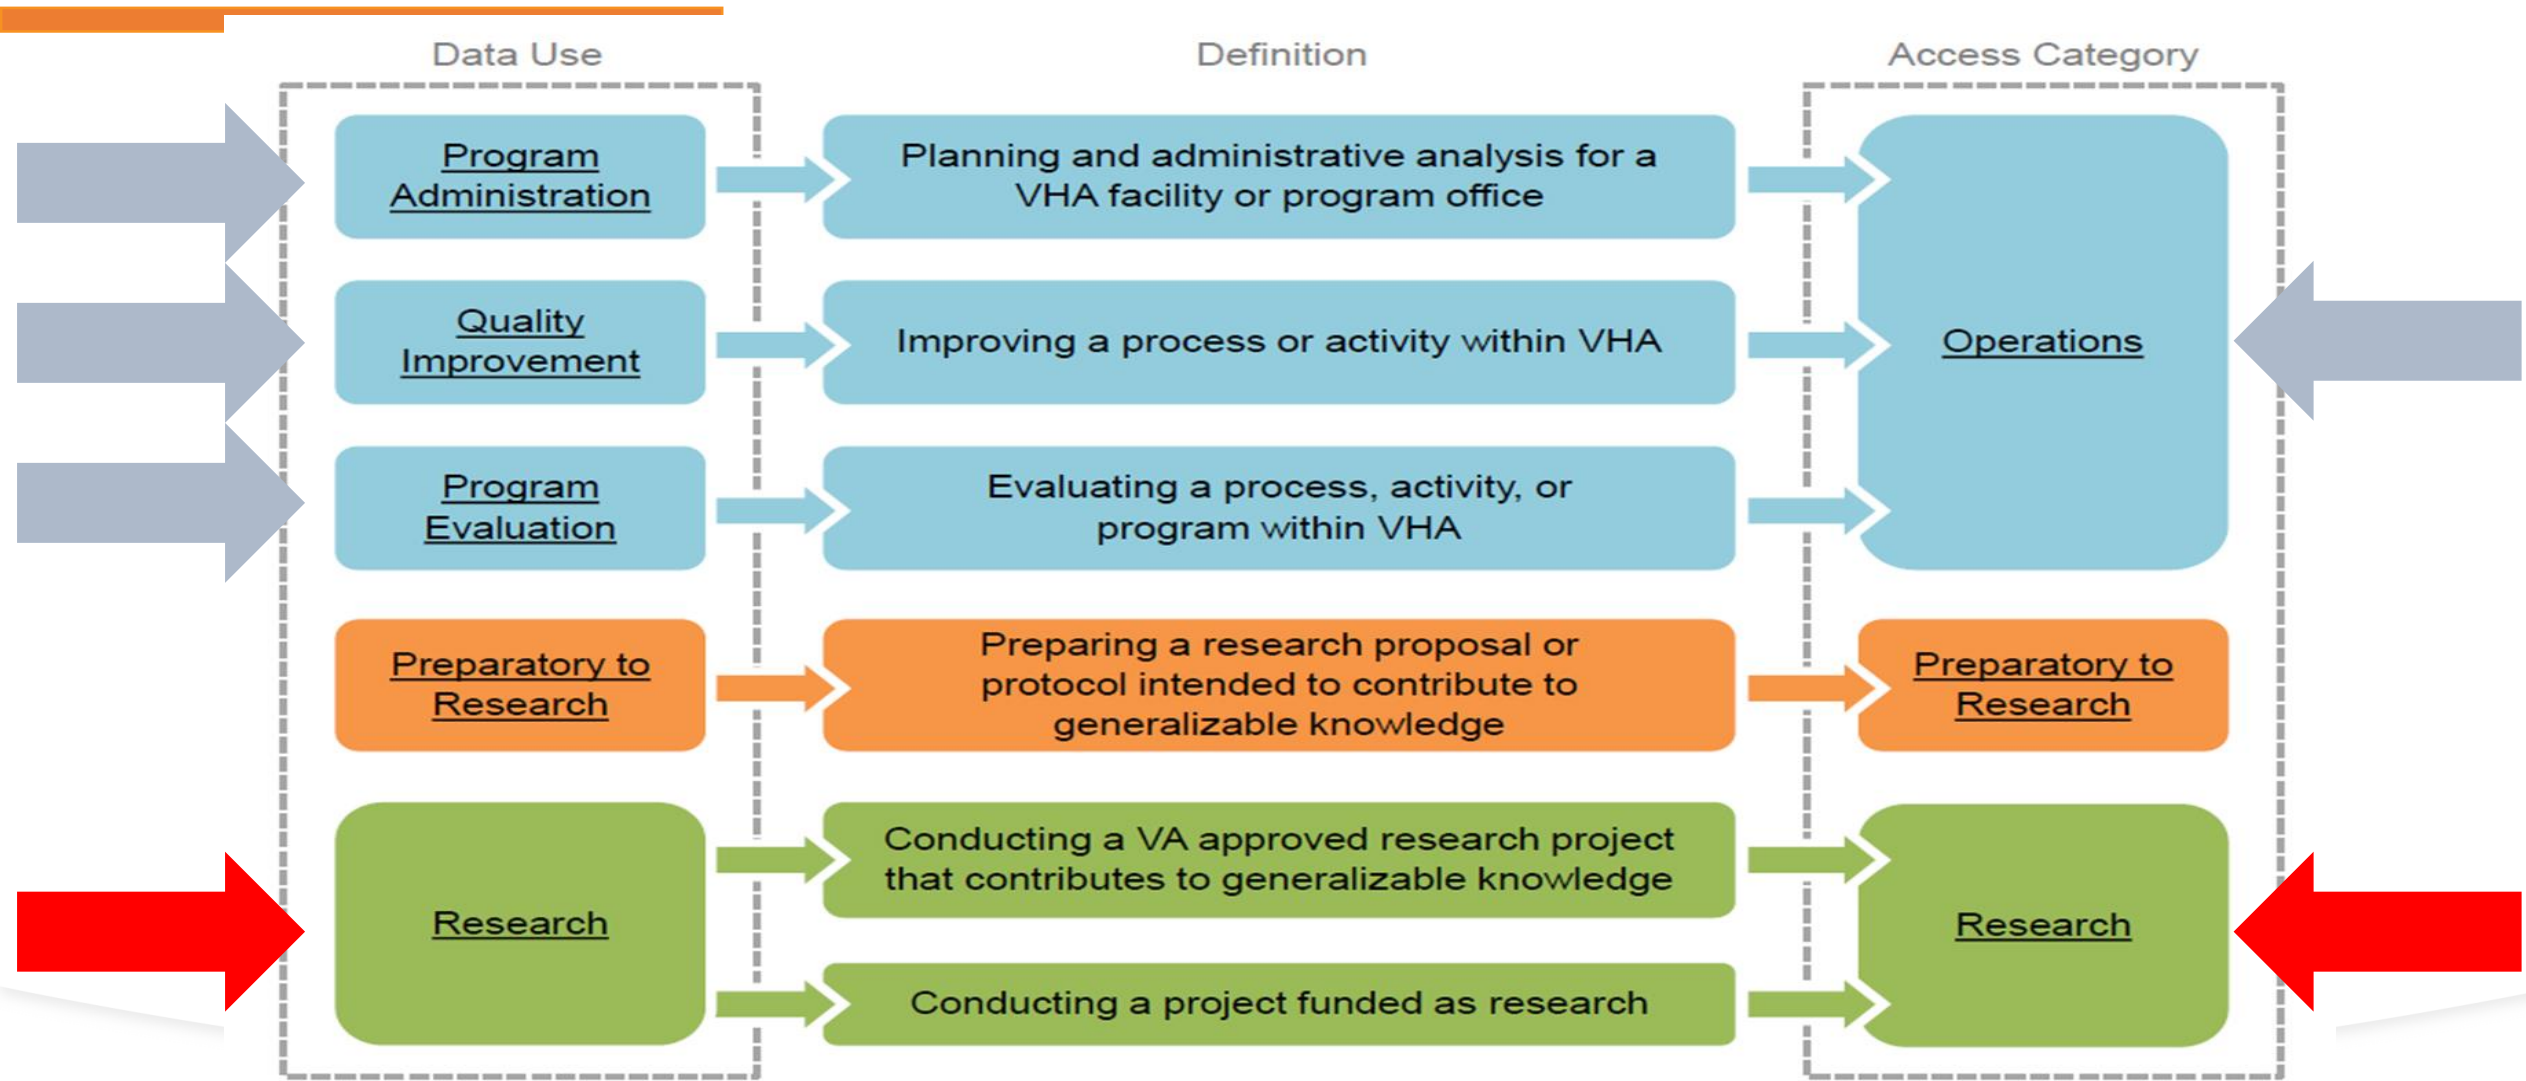 Data Use
Definition
Access Category
Program
Administration
Planning and administrative analysis for a
VHA facility or program office
Quality
Improvement
Improving a process or activity within VHA
Operations
Program
Evaluation
Evaluating a process, activity, or
program within VHA
Preparatory to
Research
Preparing a research proposal or
protocol intended to contribute to
generalizable knowledge
Preparatory to
Research
Research
Conducting a VA approved research project
that contributes to generalizable knowledge
Conducting a project funded as research
Research